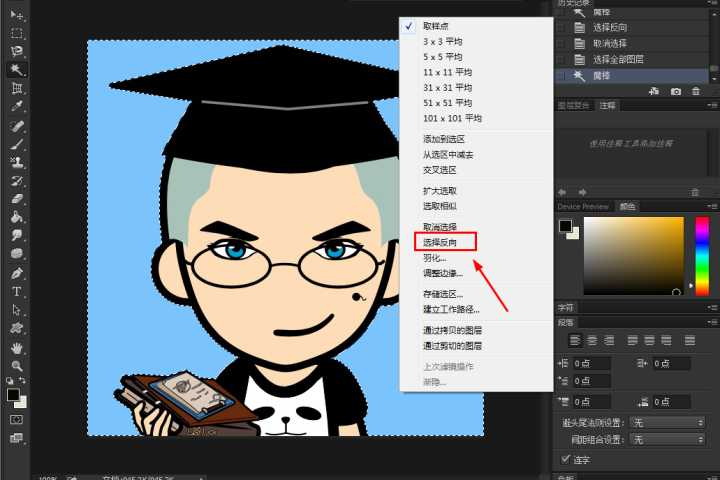 历史记录
魔棒
选择反向
取消选择
选择全部图层
魔棒
图层复合
注释
使用注释工具添加注释
Device Preview
颜色
字符
段落
0 点
0 点
0 点
0 点
0 点
避头尾法则设置:
无
间距组合设置:
无
连字
取样点
3 x 3 平均
5 x 5 平均
11 x 11 平均
31 x 31 平均
51 x 51 平均
101 x 101 平均
添加到选区
从选区中减去
交叉选区
扩大选取
选取相似
取消选择
选择反向
羽化...
调整边缘...
存储选区...
建立工作路径...
通过拷贝的图层
通过剪切的图层
上次滤镜操作
渐隐...
100%
文档:945.2K/945.2K